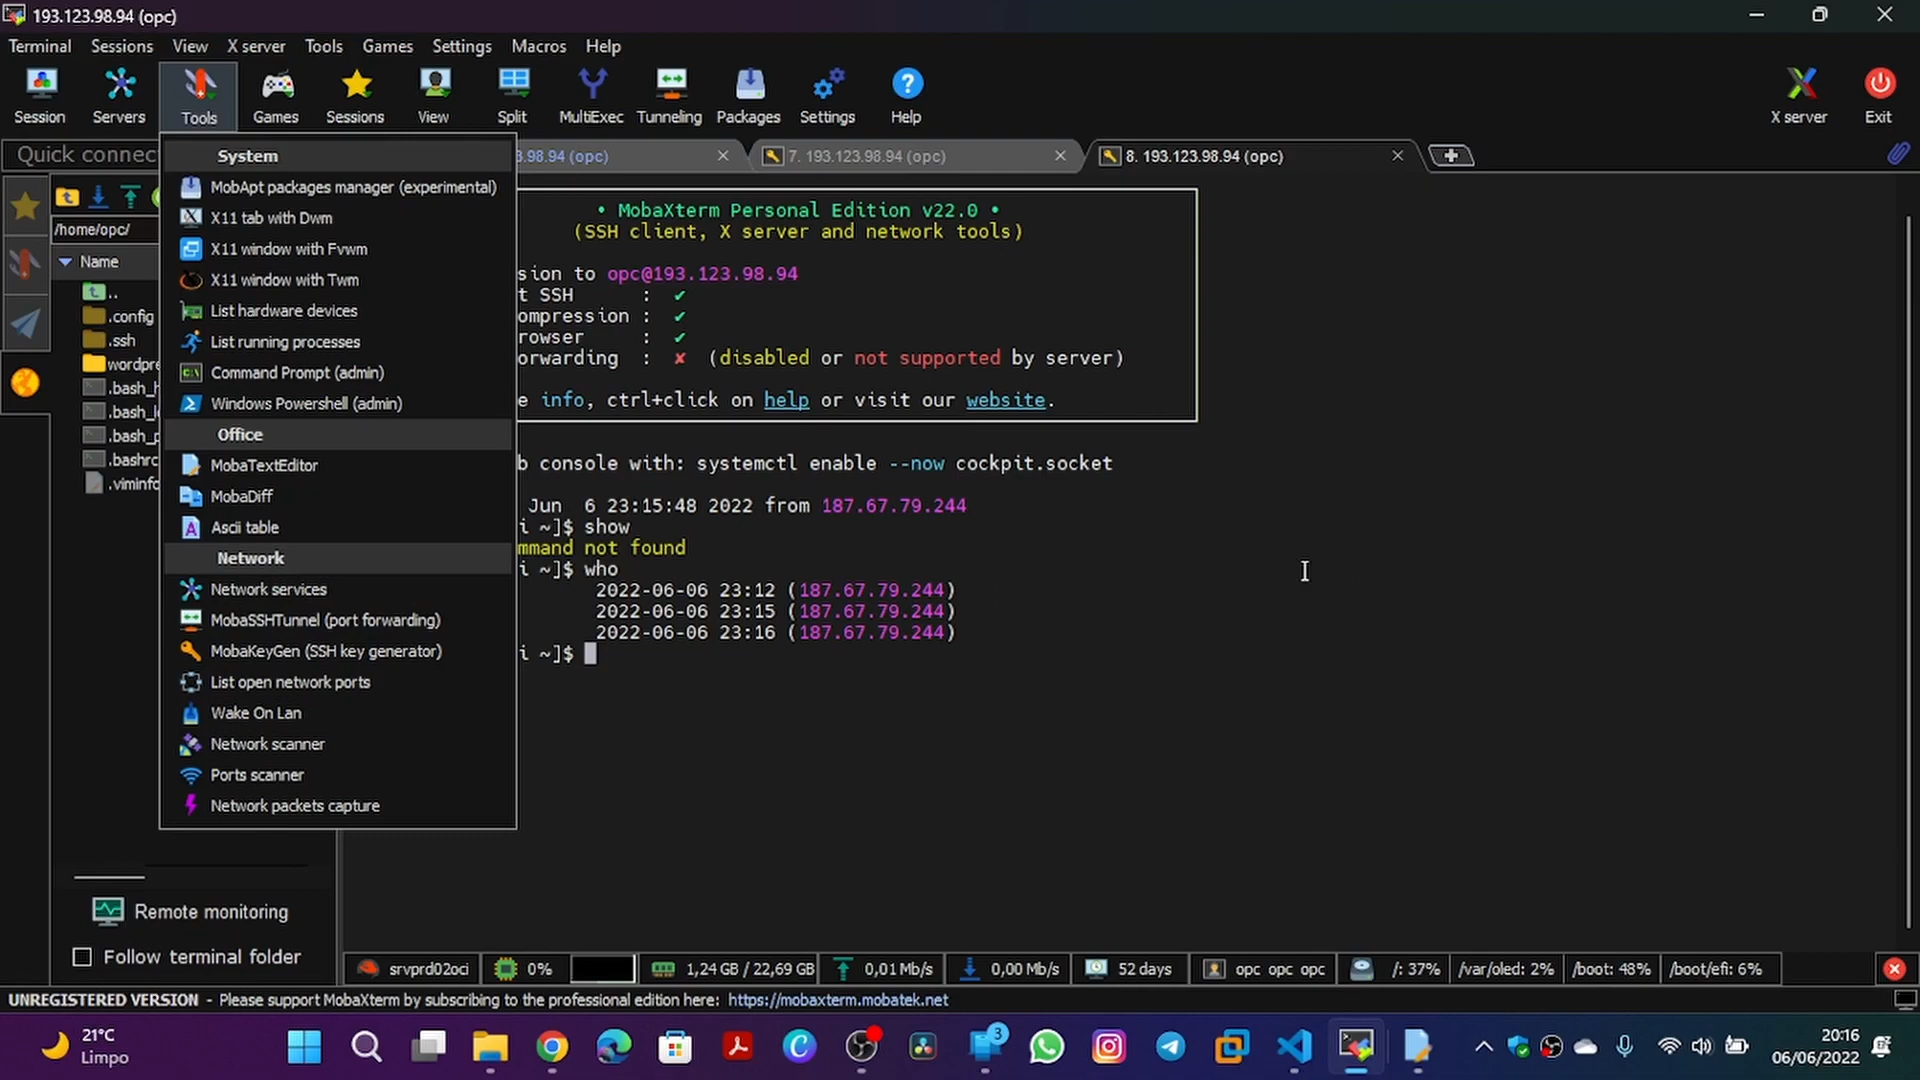 193.123.98.94 (opc)
Terminal Sessions View X server Tools Games Settings Macros Help
Session Servers Tools Games Sessions View Split MultiExec Tunneling Packages Settings Help X server Exit
Quick connec
3.98.94 (opc) 7. 193.123.98.94 (opc) 8. 193.123.98.94 (opc)
/home/opc/
Name
..
.config
.ssh
wordpre
.bash_h
.bash_l
.bash_p
.bashrc
.viminfo
System
MobApt packages manager (experimental)
X11 tab with Dwm
X11 window with Fvwm
X11 window with Twm
List hardware devices
List running processes
Command Prompt (admin)
Windows Powershell (admin)
Office
MobaTextEditor
MobaDiff
Ascii table
Network
Network services
MobaSSHTunnel (port forwarding)
MobaKeyGen (SSH key generator)
List open network ports
Wake On Lan
Network scanner
Ports scanner
Network packets capture
• MobaXterm Personal Edition v22.0 •
(SSH client, X server and network tools)
sion to opc@193.123.98.94
t SSH : ✔
ompression : ✔
rowser : ✔
orwarding : ✘ (disabled or not supported by server)
e info, ctrl+click on help or visit our website.
b console with: systemctl enable --now cockpit.socket
Jun 6 23:15:48 2022 from 187.67.79.244
i ~]$ show
mmand not found
i ~]$ who
2022-06-06 23:12 (187.67.79.244)
2022-06-06 23:15 (187.67.79.244)
2022-06-06 23:16 (187.67.79.244)
i ~]$
Remote monitoring
Follow terminal folder
srvprd02oci 0% 1,24 GB / 22,69 GB 0,01 Mb/s 0,00 Mb/s 52 days opc opc opc /: 37% /var/oled: 2% /boot: 48% /boot/efi: 6%
UNREGISTERED VERSION - Please support MobaXterm by subscribing to the professional edition here: https://mobaxterm.mobatek.net
21°C
Limpo
3
20:16
06/06/2022